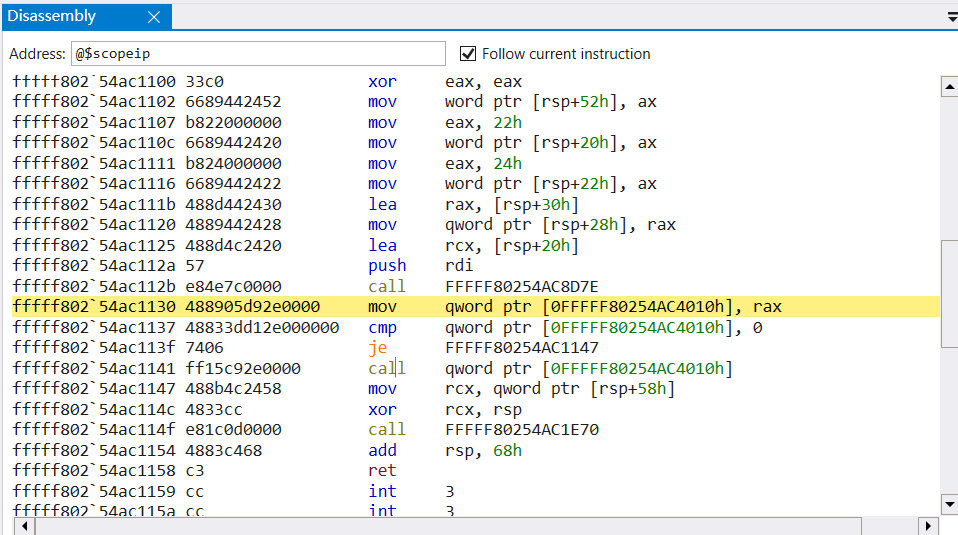 Disassembly
Address: @$scopeip Follow current instruction
fffff802`54ac1100 33c0 xor eax, eax
fffff802`54ac1102 6689442452 mov word ptr [rsp+52h], ax
fffff802`54ac1107 b822000000 mov eax, 22h
fffff802`54ac110c 6689442420 mov word ptr [rsp+20h], ax
fffff802`54ac1111 b824000000 mov eax, 24h
fffff802`54ac1116 6689442422 mov word ptr [rsp+22h], ax
fffff802`54ac111b 488d442430 lea rax, [rsp+30h]
fffff802`54ac1120 4889442428 mov qword ptr [rsp+28h], rax
fffff802`54ac1125 488d4c2420 lea rcx, [rsp+20h]
fffff802`54ac112a 57 push rdi
fffff802`54ac112b e84e7c0000 call FFFFF80254AC8D7E
fffff802`54ac1130 488905d92e0000 mov qword ptr [0FFFFF80254AC4010h], rax
fffff802`54ac1137 48833dd12e000000 cmp qword ptr [0FFFFF80254AC4010h], 0
fffff802`54ac113f 7406 je FFFFF80254AC1147
fffff802`54ac1141 ff15c92e0000 call qword ptr [0FFFFF80254AC4010h]
fffff802`54ac1147 488b4c2458 mov rcx, qword ptr [rsp+58h]
fffff802`54ac114c 4833cc xor rcx, rsp
fffff802`54ac114f e81c0d0000 call FFFFF80254AC1E70
fffff802`54ac1154 4883c468 add rsp, 68h
fffff802`54ac1158 c3 ret
fffff802`54ac1159 cc int 3
fffff802`54ac115a cc int 3